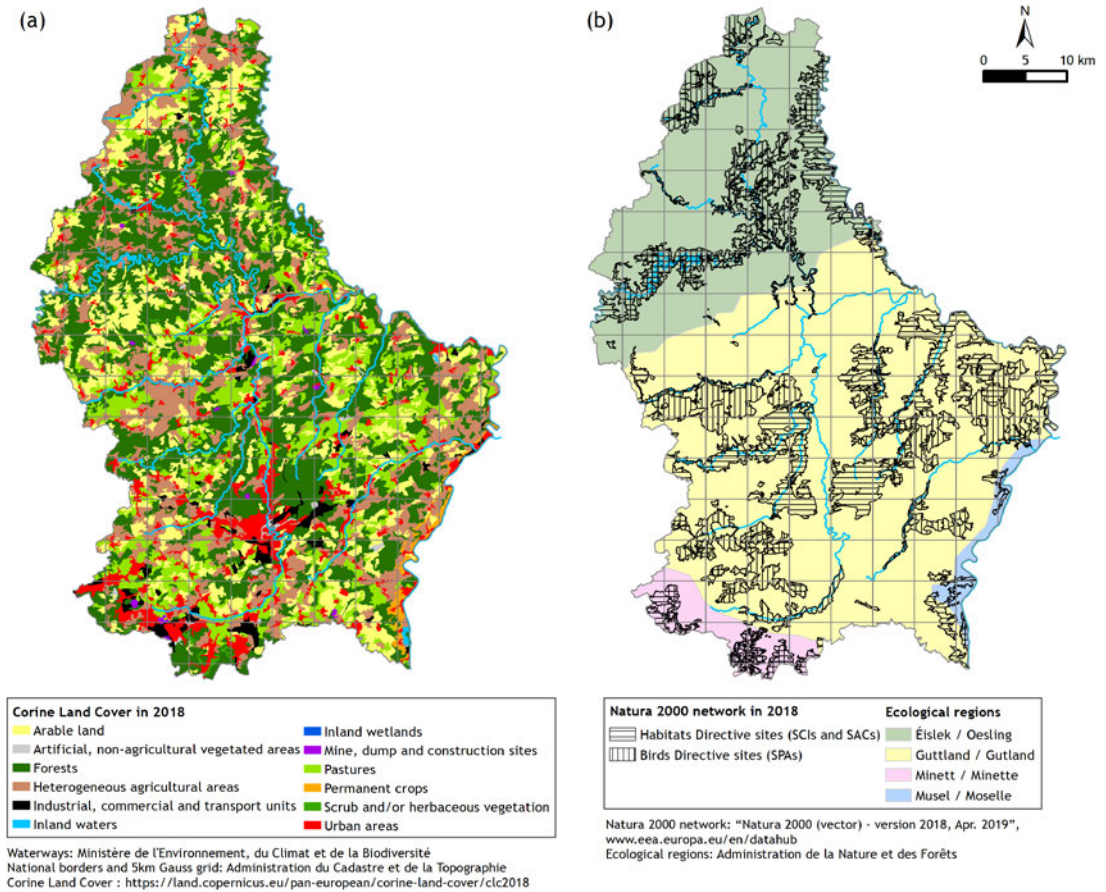 (a)
(b)
N
0 5 10 km
Corine Land Cover in 2018
Arable land
Artificial, non-agricultural vegetated areas
Forests
Heterogeneous agricultural areas
Industrial, commercial and transport units
Inland waters
Inland wetlands
Mine, dump and construction sites
Pastures
Permanent crops
Scrub and/or herbaceous vegetation
Urban areas
Waterways: Ministère de l'Environnement, du Climat et de la Biodiversité
National borders and 5km Gauss grid: Administration du Cadastre et de la Topographie
Corine Land Cover : https://land.copernicus.eu/pan-european/corine-land-cover/clc2018
Natura 2000 network in 2018
Habitats Directive sites (SCIs and SACs)
Birds Directive sites (SPAs)
Ecological regions
Éislek / Oesling
Guttland / Gutland
Minett / Minette
Musel / Moselle
Natura 2000 network: “Natura 2000 (vector) - version 2018, Apr. 2019”,
www.eea.europa.eu/en/datahub
Ecological regions: Administration de la Nature et des Forêts